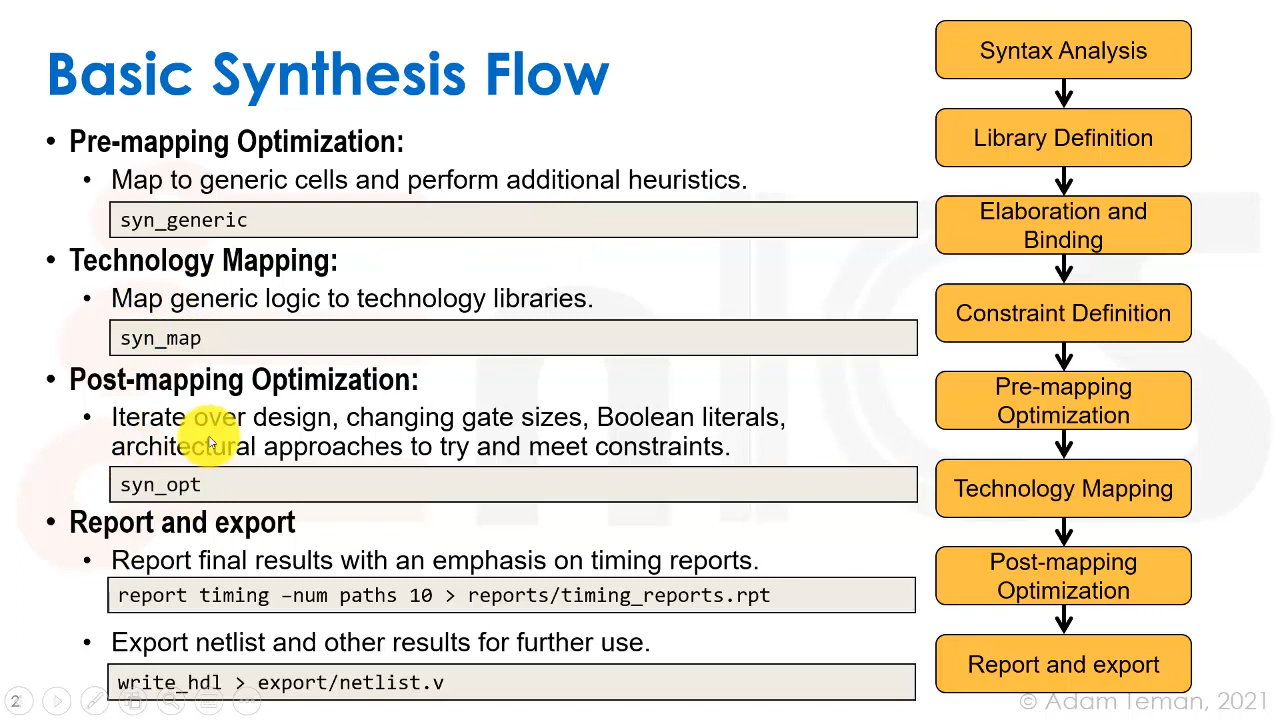 Basic Synthesis Flow
• Pre-mapping Optimization:
• Map to generic cells and perform additional heuristics.
syn_generic
• Technology Mapping:
• Map generic logic to technology libraries.
syn_map
• Post-mapping Optimization:
• Iterate over design, changing gate sizes, Boolean literals,
architectural approaches to try and meet constraints.
syn_opt
• Report and export
• Report final results with an emphasis on timing reports.
report timing –num paths 10 > reports/timing_reports.rpt
• Export netlist and other results for further use.
write_hdl > export/netlist.v
Syntax Analysis
Library Definition
Elaboration and
Binding
Constraint Definition
Pre-mapping
Optimization
Technology Mapping
Post-mapping
Optimization
Report and export
2
© Adam Teman, 2021